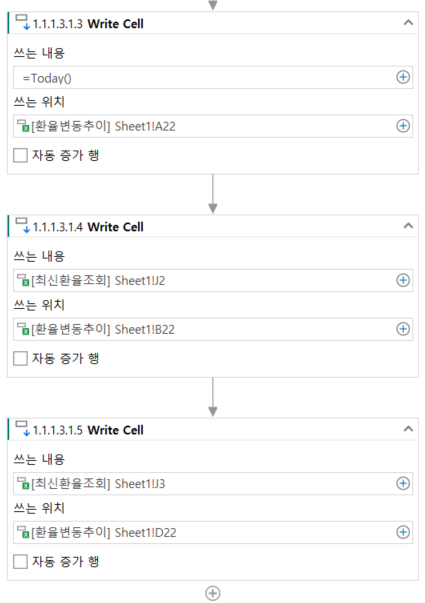 1.1.1.3.1.3 Write Cell
쓰는 내용
=Today()
쓰는 위치
[환율변동추이] Sheet1!A22
자동 증가 행
1.1.1.3.1.4 Write Cell
쓰는 내용
[최신환율조회] Sheet1!J2
쓰는 위치
[환율변동추이] Sheet1!B22
자동 증가 행
1.1.1.3.1.5 Write Cell
쓰는 내용
[최신환율조회] Sheet1!J3
쓰는 위치
[환율변동추이] Sheet1!D22
자동 증가 행